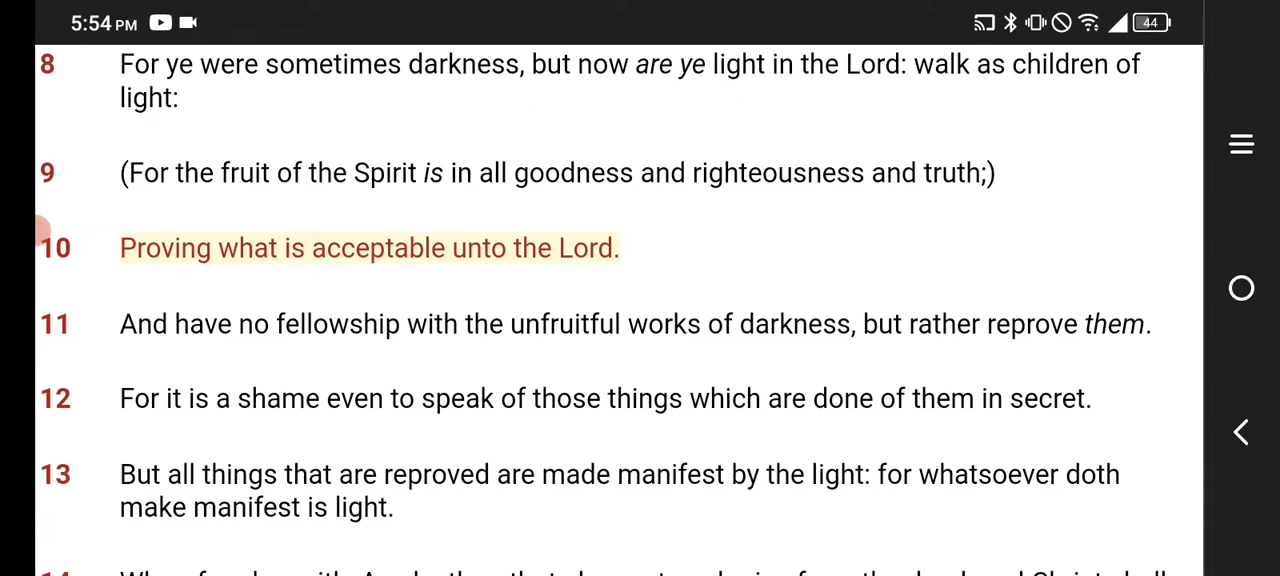 5:54 PM
44
8 For ye were sometimes darkness, but now are ye light in the Lord: walk as children of
light:
9 (For the fruit of the Spirit is in all goodness and righteousness and truth;)
10 Proving what is acceptable unto the Lord.
11 And have no fellowship with the unfruitful works of darkness, but rather reprove them.
12 For it is a shame even to speak of those things which are done of them in secret.
13 But all things that are reproved are made manifest by the light: for whatsoever doth
make manifest is light.